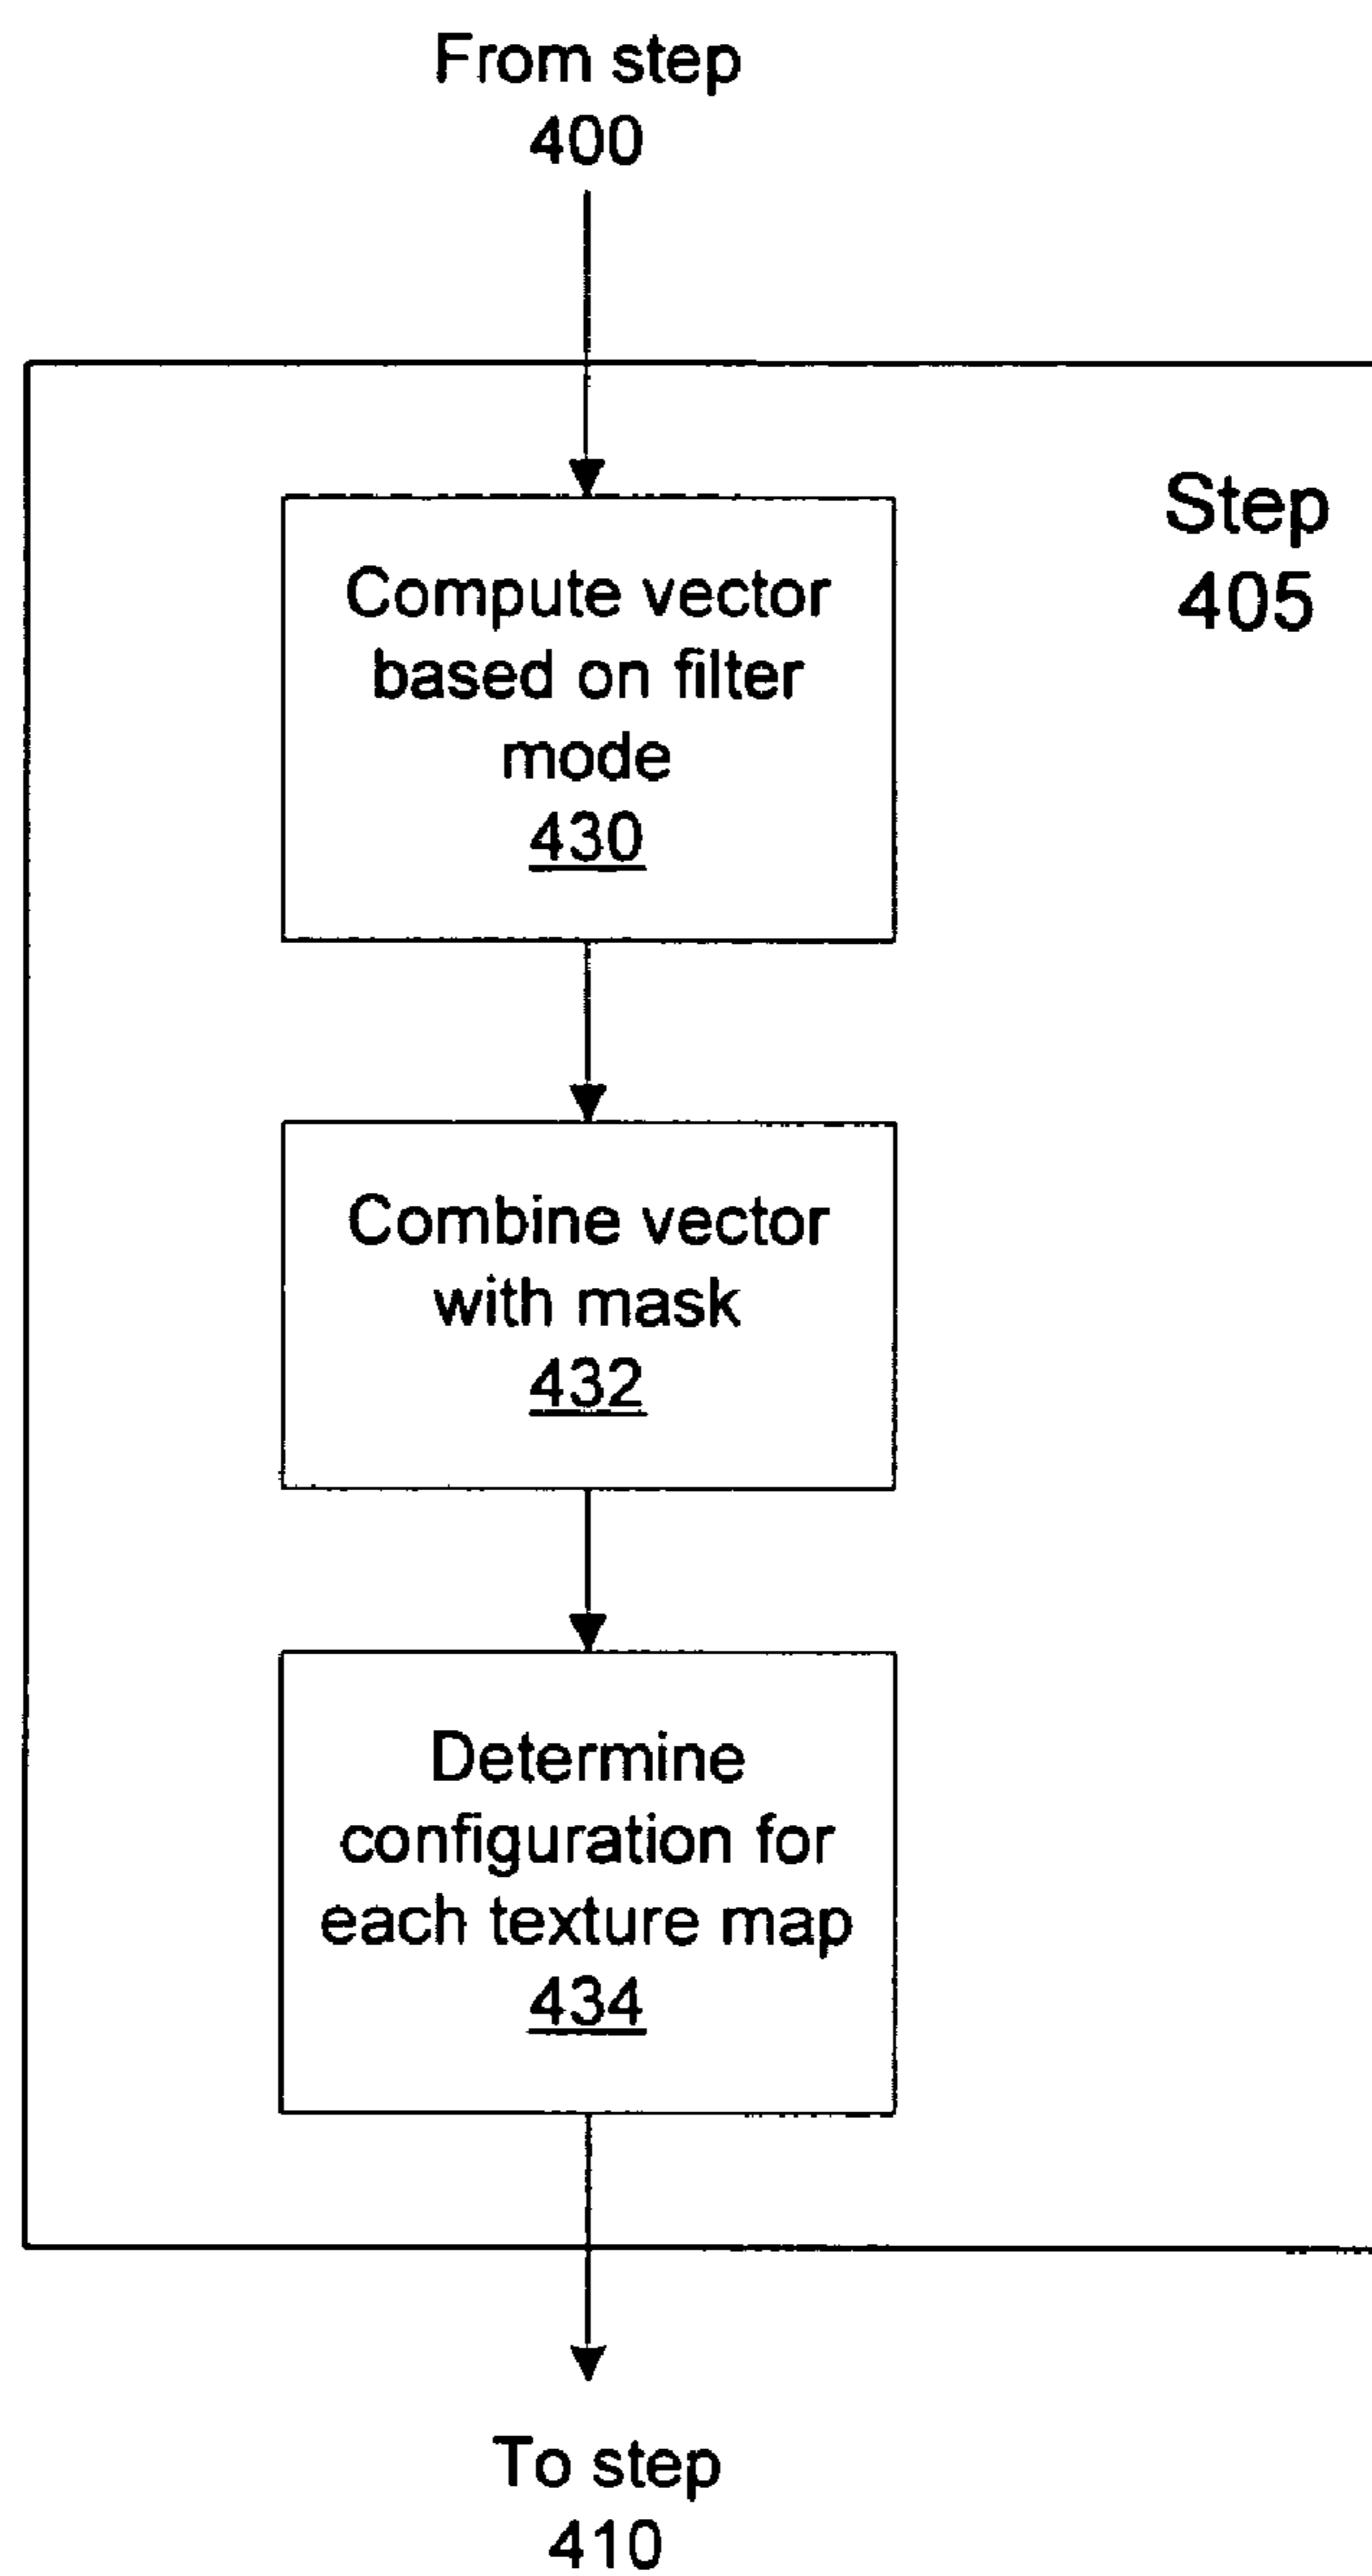 From step
400
Step
405
Compute vector
based on filter
mode
430
Combine vector
with mask
432
Determine
configuration for
each texture map
434
To step
410